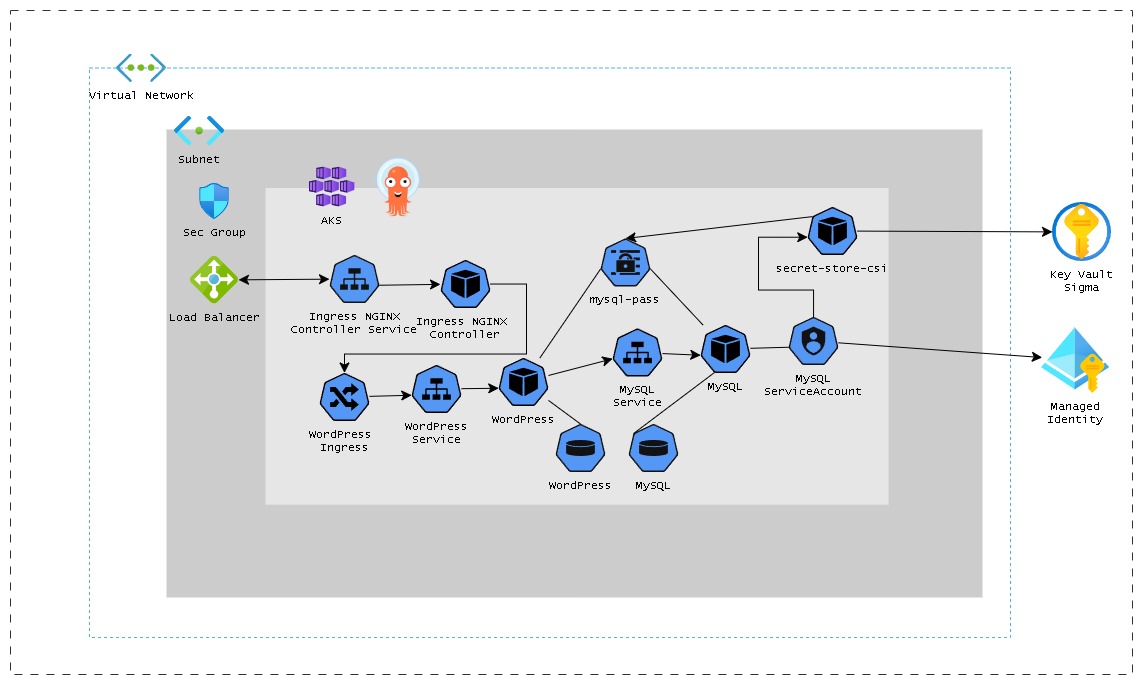 Virtual Network
Subnet
Sec Group
AKS
Load Balancer
Ingress NGINX
Controller Service
Ingress NGINX
Controller
mysql-pass
secret-store-csi
Key Vault
Sigma
WordPress
Ingress
WordPress
Service
WordPress
MySQL
Service
MySQL
MySQL
ServiceAccount
Managed
Identity
WordPress
MySQL